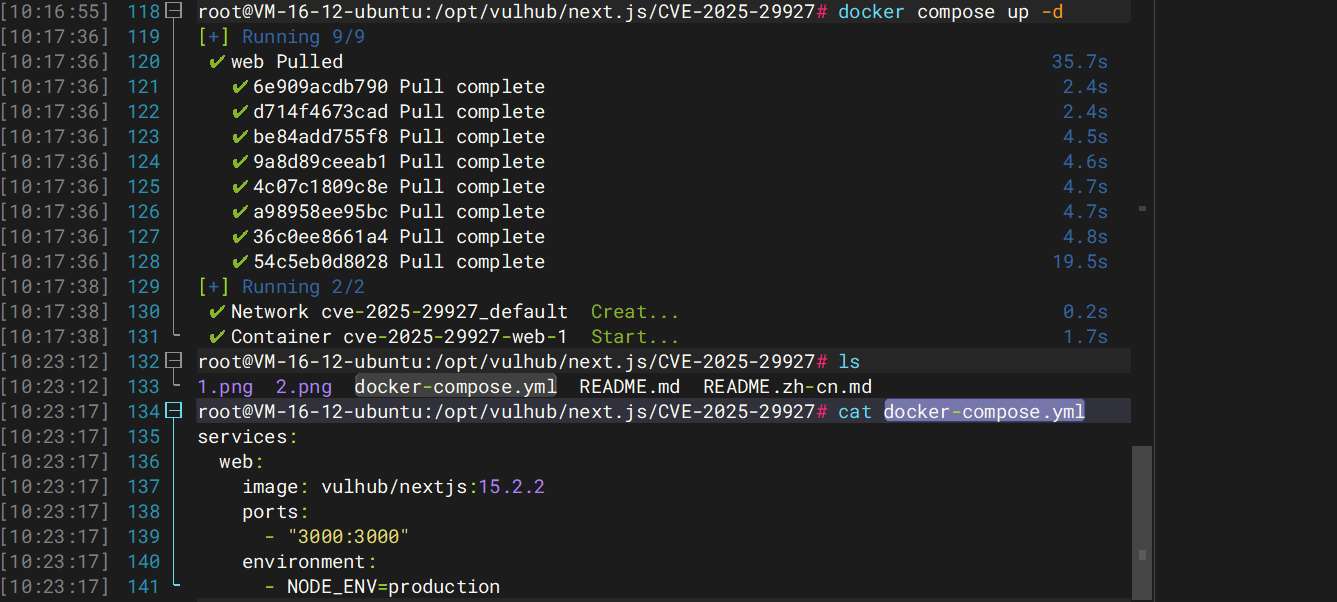 [10:16:55] 118 root@VM-16-12-ubuntu:/opt/vulhub/next.js/CVE-2025-29927# docker compose up -d
[10:17:36] 119 [+] Running 9/9
[10:17:36] 120 ✔ web Pulled 35.7s
[10:17:36] 121 ✔ 6e909acdb790 Pull complete 2.4s
[10:17:36] 122 ✔ d714f4673cad Pull complete 2.4s
[10:17:36] 123 ✔ be84add755f8 Pull complete 4.5s
[10:17:36] 124 ✔ 9a8d89ceeab1 Pull complete 4.6s
[10:17:36] 125 ✔ 4c07c1809c8e Pull complete 4.7s
[10:17:36] 126 ✔ a98958ee95bc Pull complete 4.7s
[10:17:36] 127 ✔ 36c0ee8661a4 Pull complete 4.8s
[10:17:36] 128 ✔ 54c5eb0d8028 Pull complete 19.5s
[10:17:38] 129 [+] Running 2/2
[10:17:38] 130 ✔ Network cve-2025-29927_default Creat... 0.2s
[10:17:38] 131 ✔ Container cve-2025-29927-web-1 Start... 1.7s
[10:23:12] 132 root@VM-16-12-ubuntu:/opt/vulhub/next.js/CVE-2025-29927# ls
[10:23:12] 133 1.png 2.png docker-compose.yml README.md README.zh-cn.md
[10:23:17] 134 root@VM-16-12-ubuntu:/opt/vulhub/next.js/CVE-2025-29927# cat docker-compose.yml
[10:23:17] 135 services:
[10:23:17] 136 web:
[10:23:17] 137 image: vulhub/nextjs:15.2.2
[10:23:17] 138 ports:
[10:23:17] 139 - "3000:3000"
[10:23:17] 140 environment:
[10:23:17] 141 - NODE_ENV=production